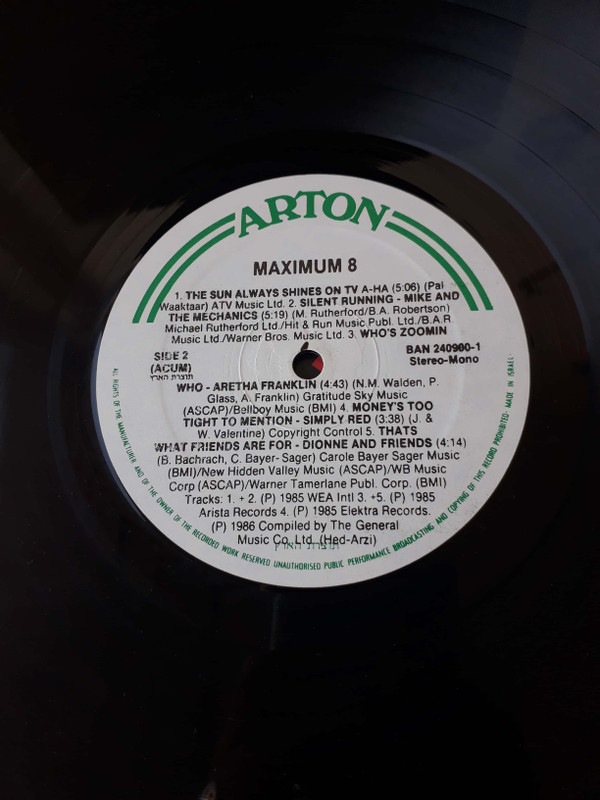 ARTON
MAXIMUM 8
1. THE SUN ALWAYS SHINES ON TV A-HA (5:06) (Pal
Waaktaar) ATV Music Ltd. 2. SILENT RUNNING - MIKE AND
THE MECHANICS (5:19) (M. Rutherford/B.A. Robertson)
Michael Rutherford Ltd./Hit & Run Music Publ. Ltd./B.A.R
Music Ltd./Warner Bros. Music Ltd. 3. WHO'S ZOOMIN
SIDE 2
(ACUM)
תוצרת הארץ
BAN 240960-1
Stereo-Mono
WHO - ARETHA FRANKLIN (4:43) (N.M. Walden, P.
Glass, A. Franklin) Gratitude Sky Music
(ASCAP)/Bellboy Music (BMI) 4. MONEY'S TOO
TIGHT TO MENTION - SIMPLY RED (3:38) (J. &
W. Valentine) Copyright Control 5. THATS
WHAT FRIENDS ARE FOR - DIONNE AND FRIENDS (4:14)
(B. Bachrach, C. Bayer- Sager) Carole Bayer Sager Music
(BMI)/New Hidden Valley Music (ASCAP)/WB Music
Corp (ASCAP)/Warner Tamerlane Publ. Corp. (BMI)
Tracks: 1. + 2. (P) 1985 WEA Intl 3. +5. (P) 1985
Arista Records 4. (P) 1985 Elektra Records.
(P) 1986 Compiled by The General
Music Co. Ltd. (Hed-Arzi)
תוצרת הארץ
ALL RIGHTS OF THE MANUFACTURER AND OF THE OWNER OF THE RECORDED WORK RESERVED UNAUTHORISED PUBLIC PERFORMANCE BROADCASTING AND COPYING OF THIS RECORD PROHIBITED· MADE IN ISRAEL·